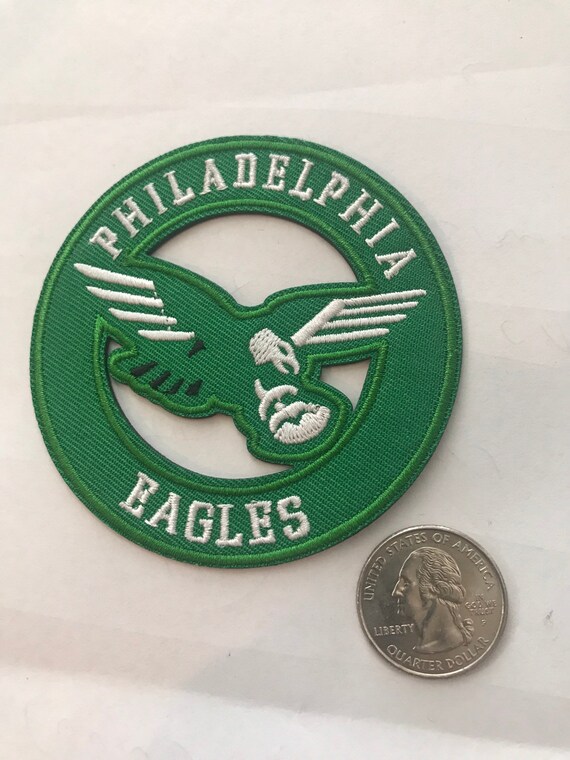 PHILADELPHIA
EAGLES
UNITED STATES OF AMERICA
LIBERTY
IN
GOD WE
TRUST
QUARTER DOLLAR